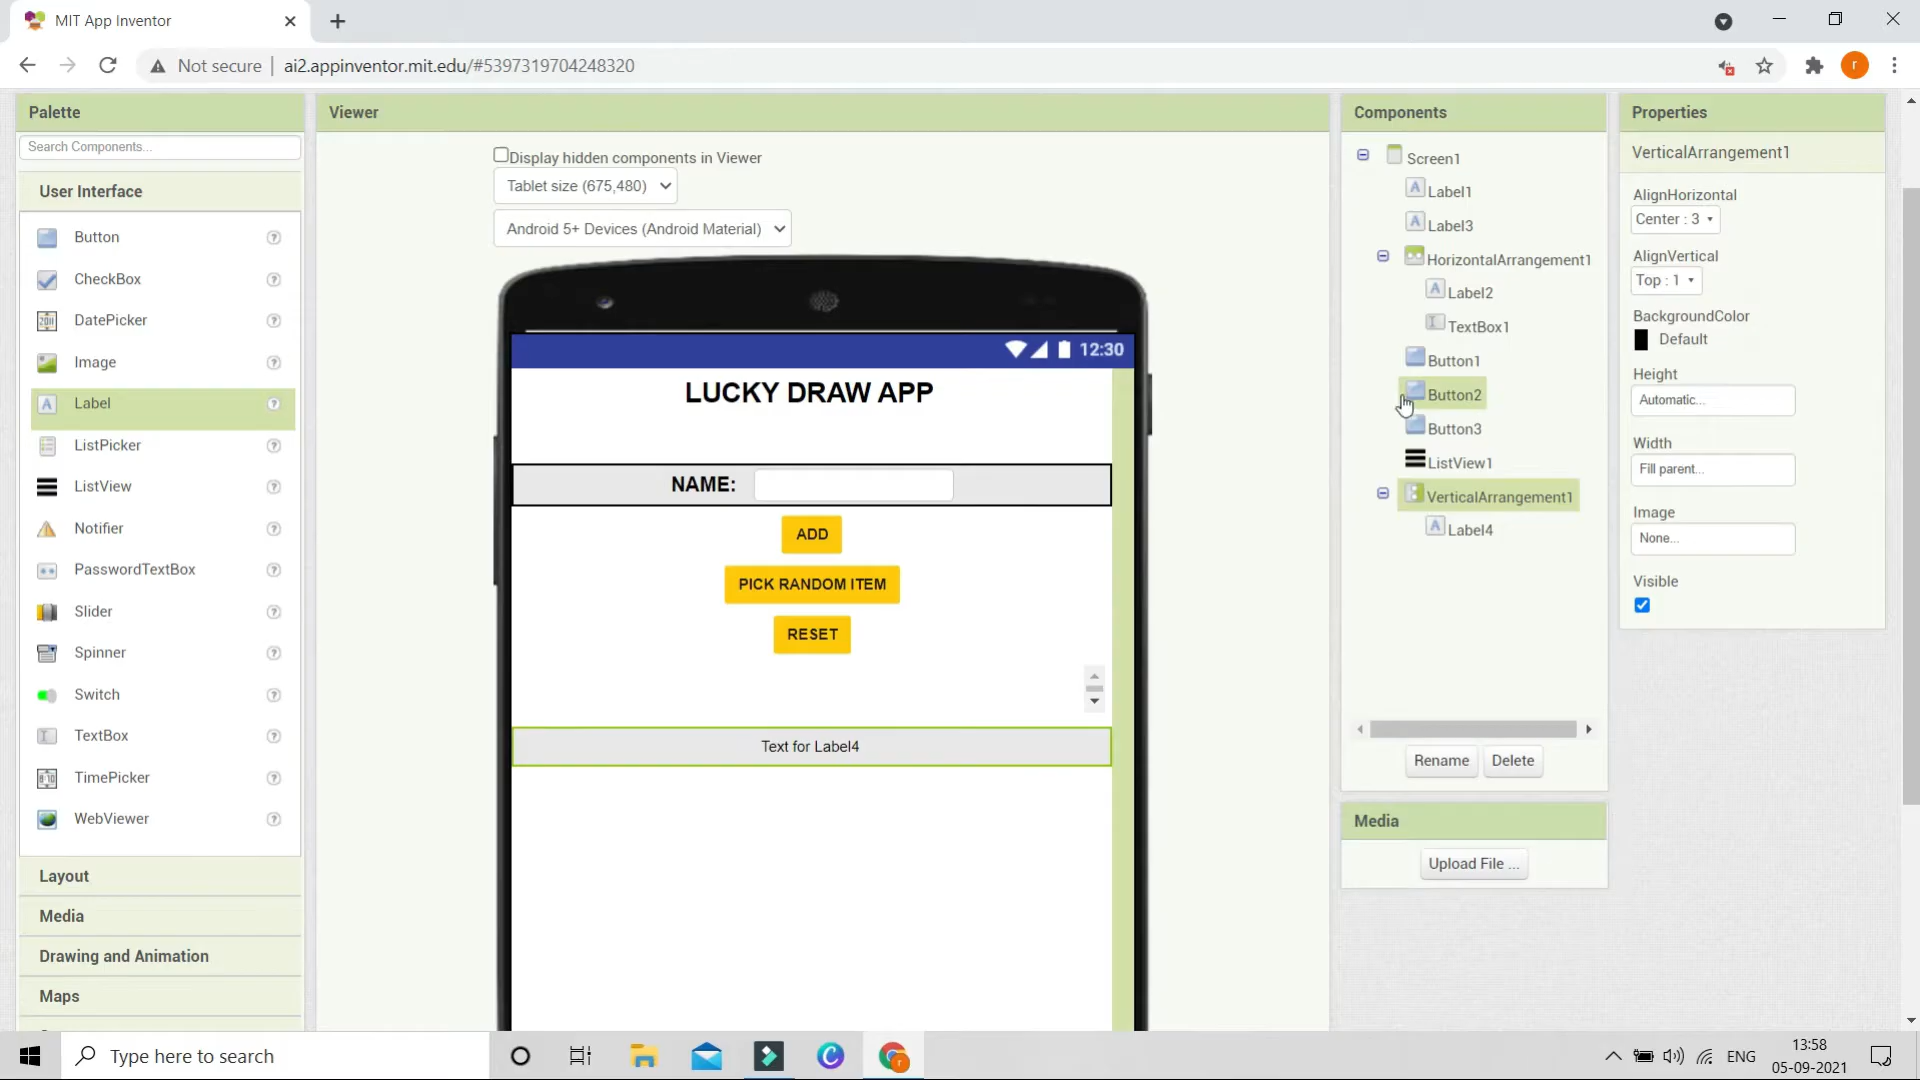 MIT App Inventor
Not secure
ai2.appinventor.mit.edu/#5397319704248320
r
Palette
Search Components...
User Interface
Button
CheckBox
DatePicker
Image
Label
ListPicker
ListView
Notifier
PasswordTextBox
Slider
Spinner
Switch
TextBox
TimePicker
WebViewer
Layout
Media
Drawing and Animation
Maps
Viewer
Display hidden components in Viewer
Tablet size (675,480)
Android 5+ Devices (Android Material)
12:30
LUCKY DRAW APP
NAME:
ADD
PICK RANDOM ITEM
RESET
Text for Label4
Components
Screen1
Label1
Label3
HorizontalArrangement1
Label2
TextBox1
Button1
Button2
Button3
ListView1
VerticalArrangement1
Label4
Rename
Delete
Media
Upload File ...
Properties
VerticalArrangement1
AlignHorizontal
Center : 3
AlignVertical
Top : 1
BackgroundColor
Default
Height
Automatic...
Width
Fill parent...
Image
None...
Visible
Type here to search
ENG
13:58
05-09-2021